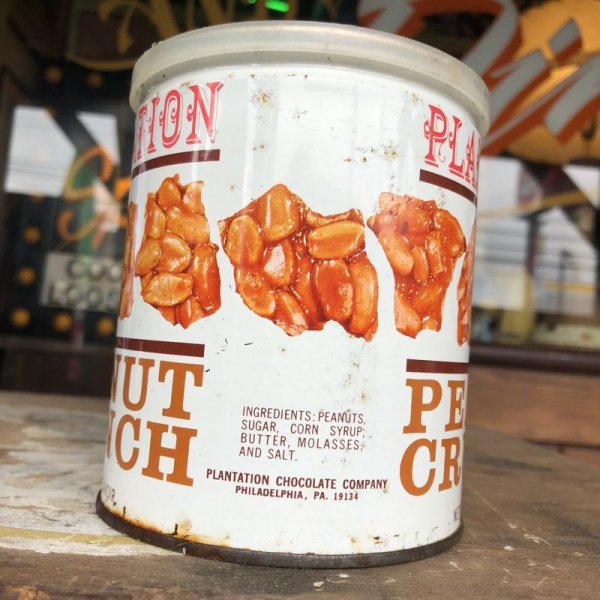 TION
PLA
NUT
NCH
INGREDIENTS: PEANUTS,
SUGAR, CORN SYRUP,
BUTTER, MOLASSES,
AND SALT.
PLANTATION CHOCOLATE COMPANY
PHILADELPHIA, PA. 19134
PE
CR